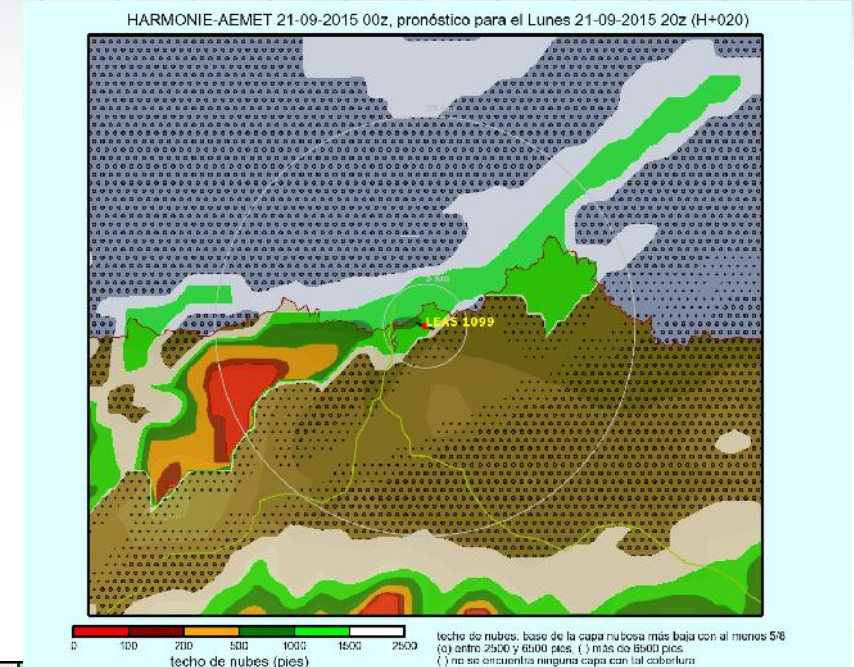 HARMONIE-AEMET 21-09-2015 00z, pronóstico para el Lunes 21-09-2015 20z (H+020)
LEAS 1099
0 100 200 500 1000 1500 2500
techo de nubes (pies)
techo de nubes. base de la capa nubosa más baja con al menos 5/8
(o) entre 2500 y 6500 pies, (.) más de 6500 pies
( ) no se encuentra ninguna capa con tal cobertura